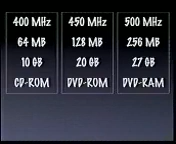 400 MHz 450 MHz 500 MHz
64 MB 128 MB 256 MB
10 GB 20 GB 27 GB
CD-ROM DVD-ROM DVD-RAM